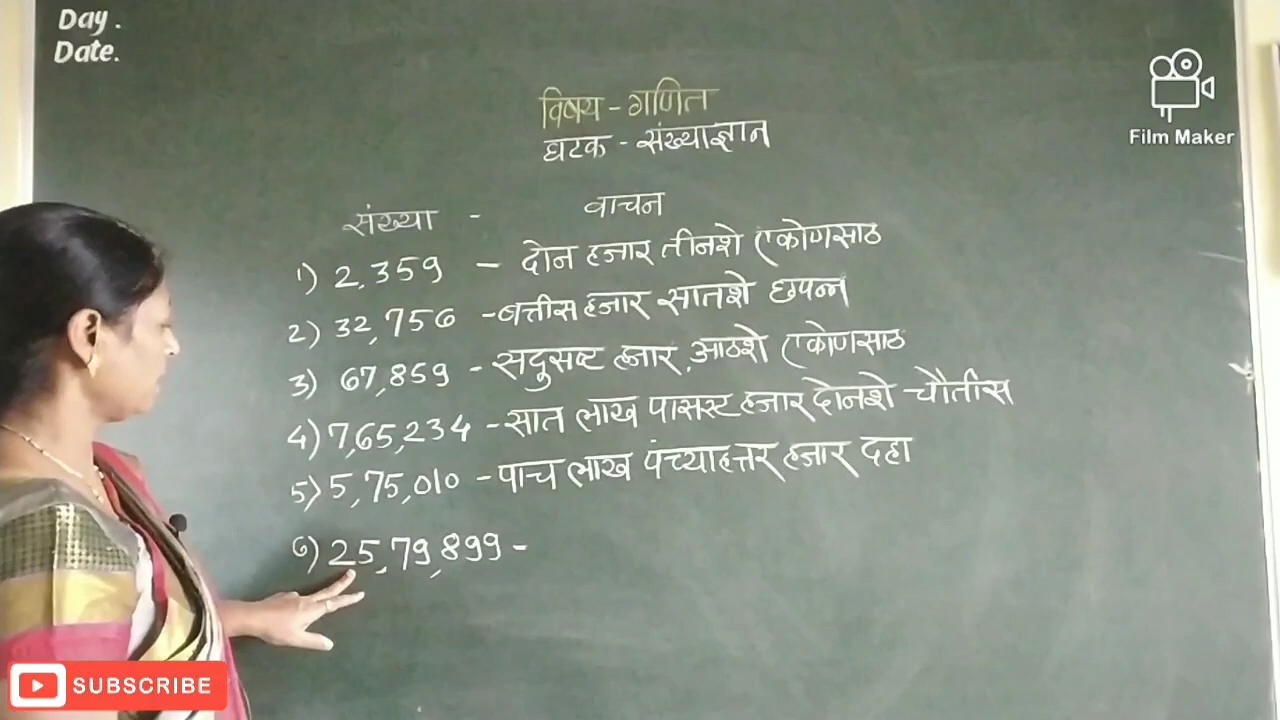 Day.
Date.
Film Maker
विषय - गणित
घटक - संख्याज्ञान
संख्या - वाचन
1) 2,359 - दोन हजार तीनशे एकोणसाठ
2) 32,756 - बत्तीस हजार सातशे छपन्न
3) 67,859 - सदुसष्ट हजार, आठशे एकोणसाठ
4) 7,65,234 - सात लाख पासस्ट हजार दोनशे चौतीस
5) 5,75,010 - पाच लाख पंच्याहत्तर हजार दहा
6) 25,79,899 -
SUBSCRIBE